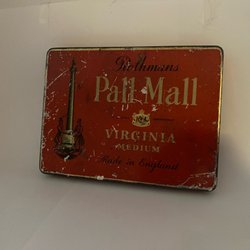 Rothmans
Pall Mall
VIRGINIA
MEDIUM
Made in England